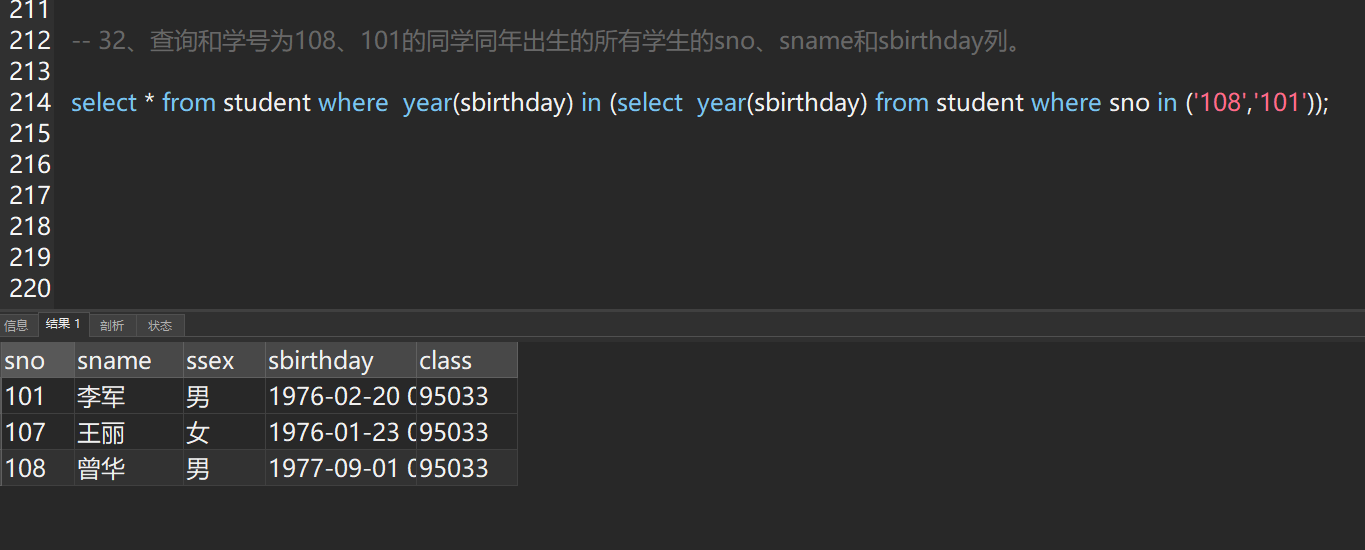 211
212 -- 32、查询和学号为108、101的同学同年出生的所有学生的sno、sname和sbirthday列。
213
214 select * from student where  year(sbirthday) in (select  year(sbirthday) from student where sno in ('108','101'));
215
216
217
218
219
220
信息 结果 1 剖析 状态
sno sname ssex sbirthday class
101 李军 男 1976-02-20 0 95033
107 王丽 女 1976-01-23 0 95033
108 曾华 男 1977-09-01 0 95033